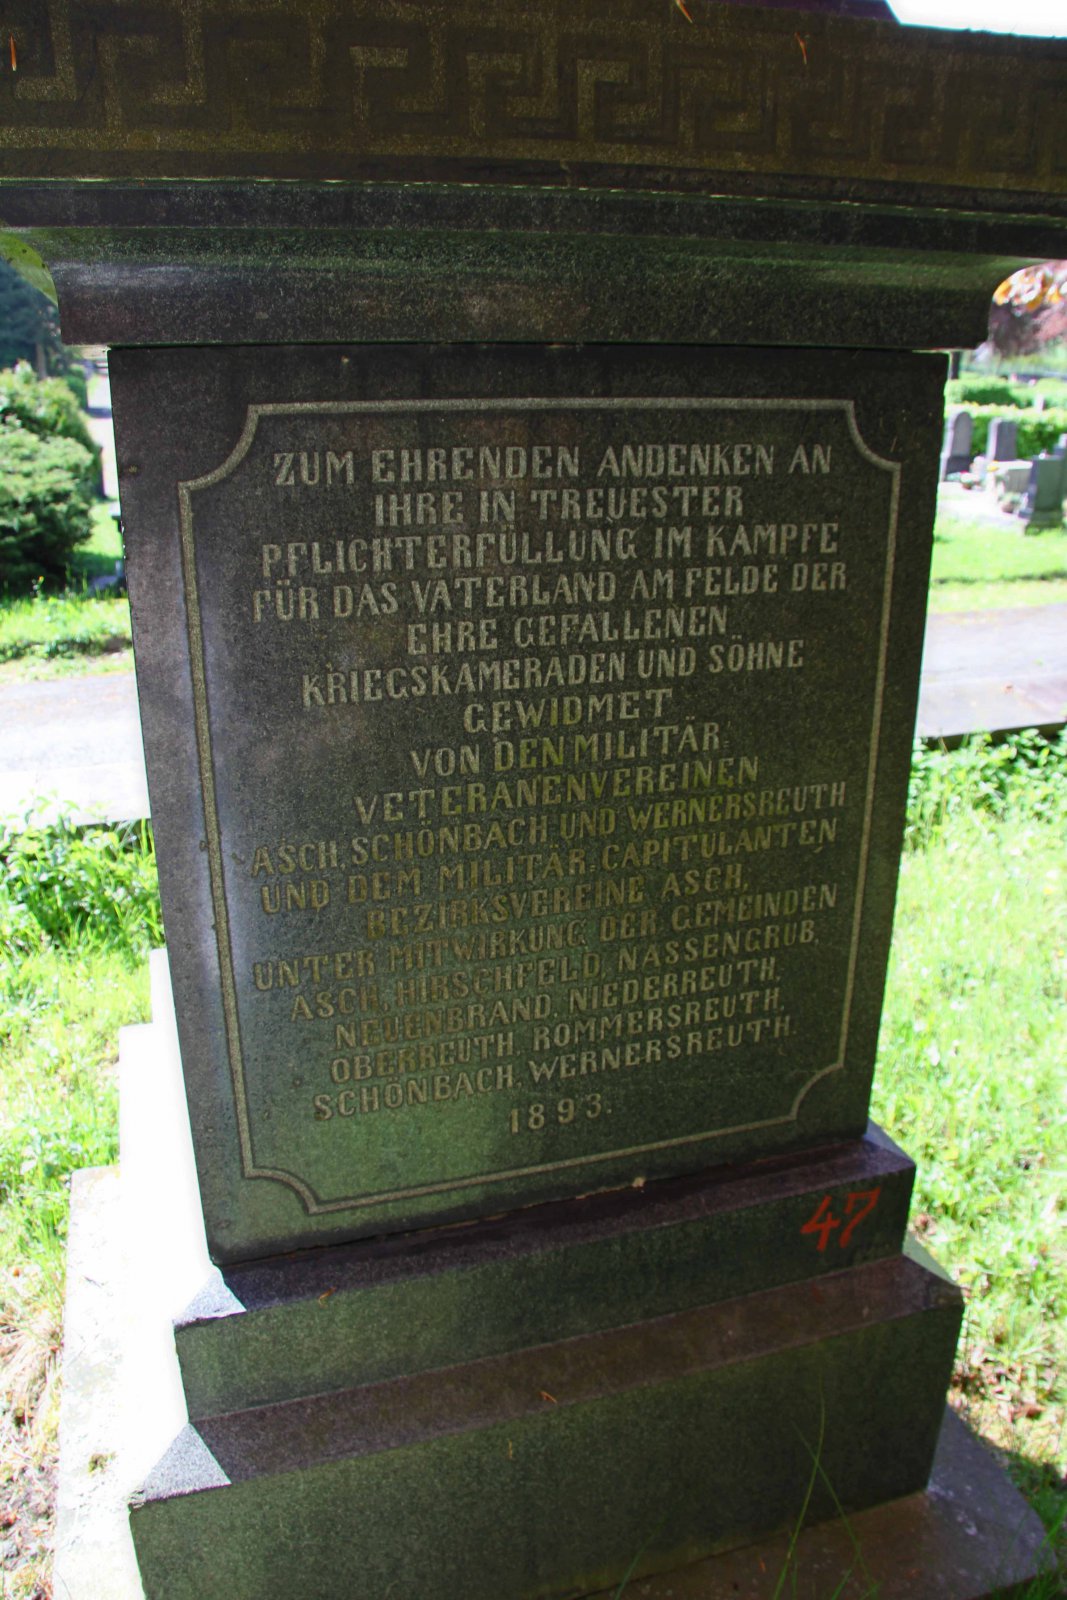 ZUM EHRENDEN ANDENKEN AN
IHRE IN TREUESTER
PFLICHTERFÜLLUNG IM KAMPFE
FÜR DAS VATERLAND AM FELDE DER
EHRE GEFALLENEN
KRIEGSKAMERADEN UND SÖHNE
GEWIDMET
VON DEN MILITÄR-
VETERANENVEREINEN
ASCH, SCHÖNBACH UND WERNERSREUTH
UND DEM MILITÄR-CAPITULANTEN
BEZIRKSVEREINE ASCH,
UNTER MITWIRKUNG DER GEMEINDEN
ASCH, HIRSCHFELD, NASSENGRUB,
NEUENBRAND, NIEDERREUTH,
OBERREUTH, ROMMERSREUTH,
SCHÖNBACH, WERNERSREUTH.
1893.
47